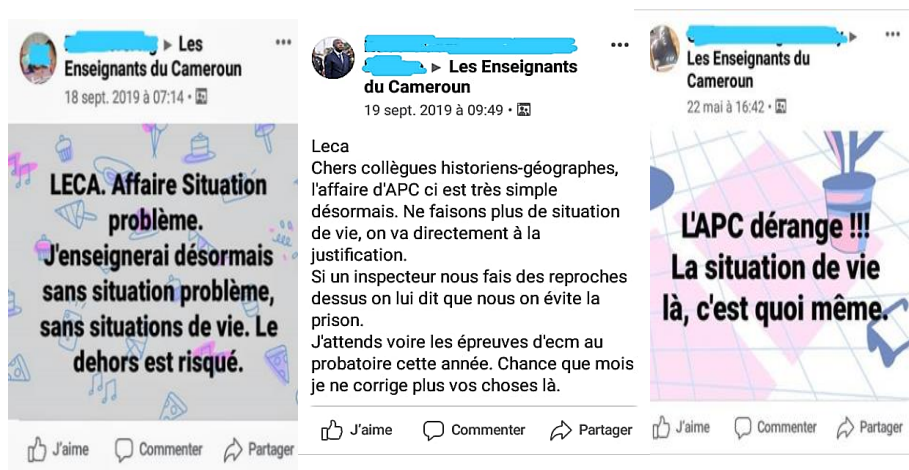 Les
Enseignants du Cameroun
18 sept. 2019 à 07:14
LECA. Affaire Situation
problème.
J'enseignerai désormais
sans situation problème,
sans situations de vie. Le
dehors est risqué.
J'aime Commenter Partager
Les Enseignants
du Cameroun
19 sept. 2019 à 09:49
Leca
Chers collègues historiens-géographes,
l'affaire d'APC ci est très simple
désormais. Ne faisons plus de situation
de vie, on va directement à la
justification.
Si un inspecteur nous fais des reproches
dessus on lui dit que nous on évite la
prison.
J'attends voire les épreuves d'ecm au
probatoire cette année. Chance que mois
je ne corrige plus vos choses là.
J'aime Commenter Partager
Les Enseignants du
Cameroun
22 mai à 16:42
L'APC dérange !!!
La situation de vie
là, c'est quoi même.
J'aime Commenter Partager